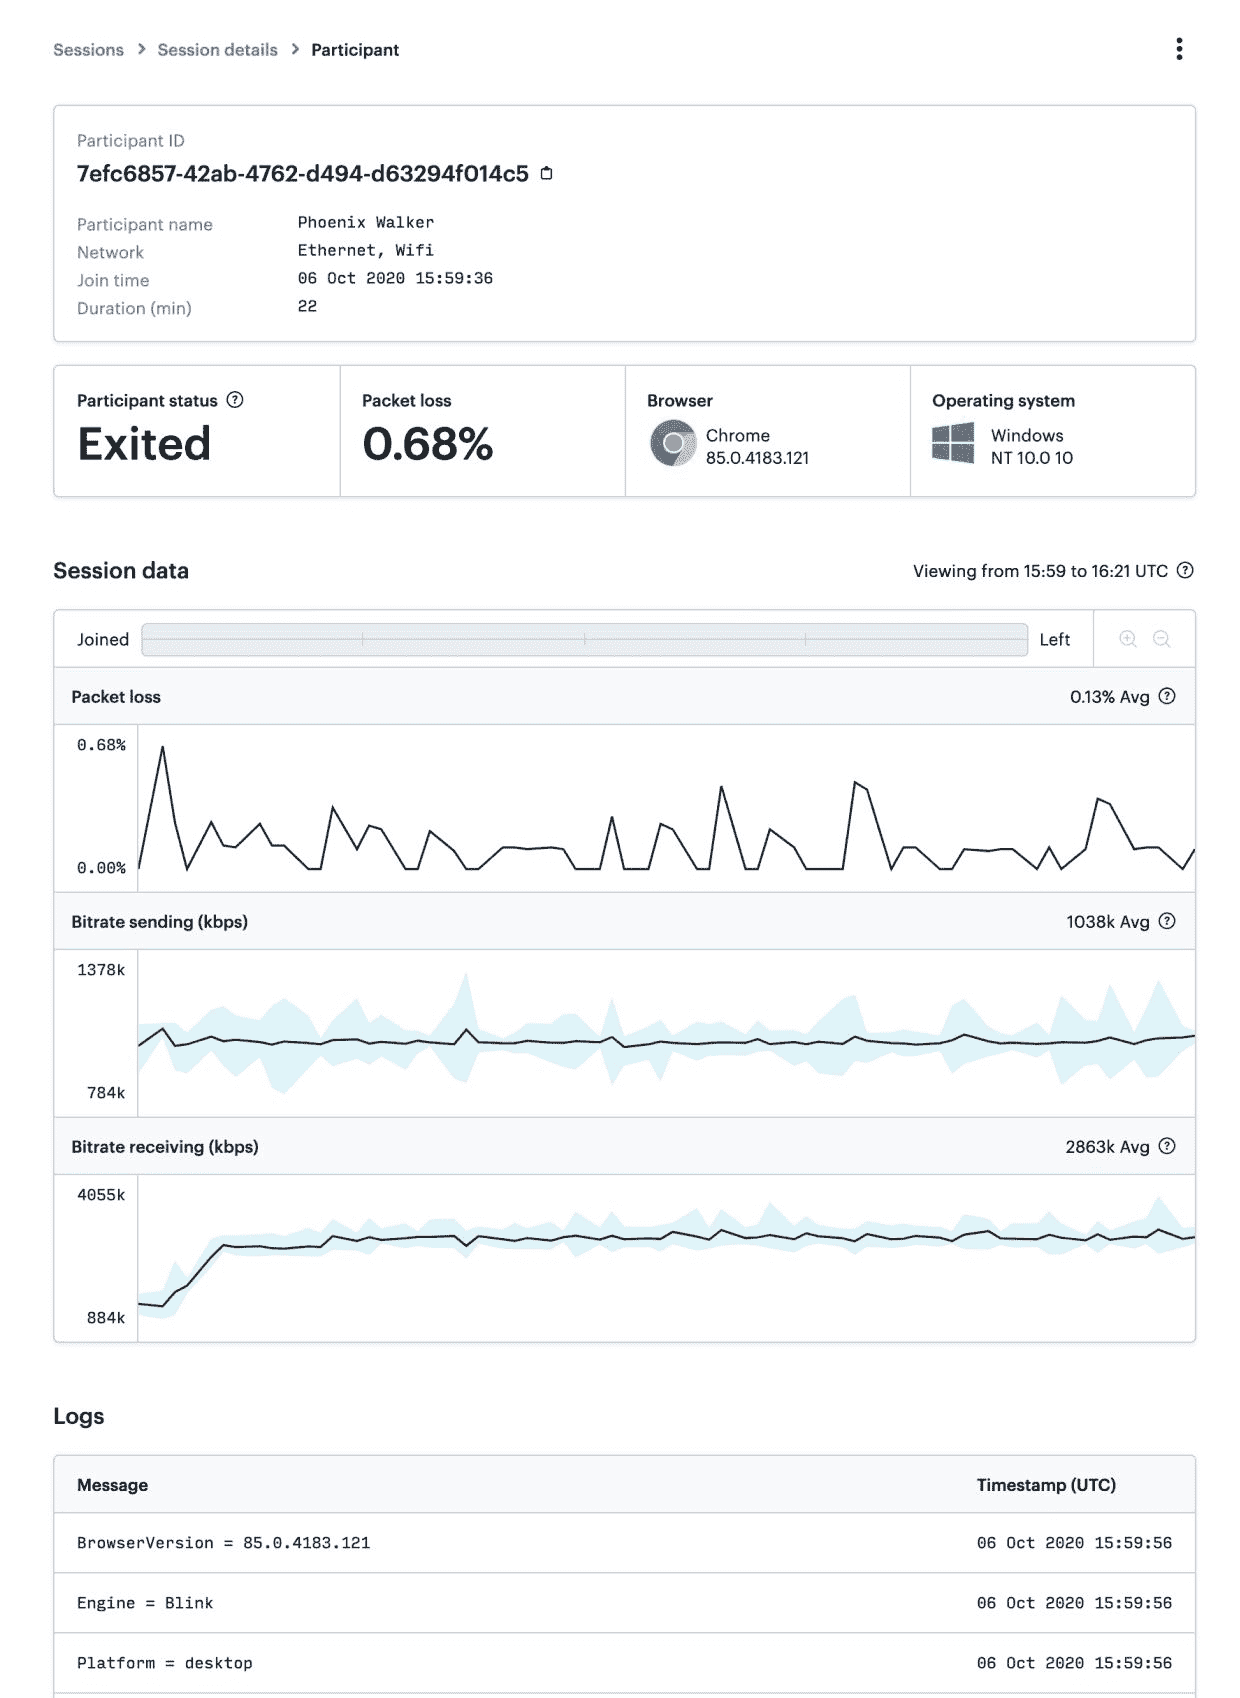 Sessions > Session details > Participant
Participant ID
7efc6857-42ab-4762-d494-d63294f014c5
Participant name Phoenix Walker
Network Ethernet, Wifi
Join time 06 Oct 2020 15:59:36
Duration (min) 22
Participant status ?
Exited
Packet loss
0.68%
Browser
Chrome
85.0.4183.121
Operating system
Windows
NT 10.0 10
Session data Viewing from 15:59 to 16:21 UTC ?
Joined Left
Packet loss 0.13% Avg ?
0.68%
0.00%
Bitrate sending (kbps) 1038k Avg ?
1378k
784k
Bitrate receiving (kbps) 2863k Avg ?
4055k
884k
Logs
Message Timestamp (UTC)
BrowserVersion = 85.0.4183.121 06 Oct 2020 15:59:56
Engine = Blink 06 Oct 2020 15:59:56
Platform = desktop 06 Oct 2020 15:59:56